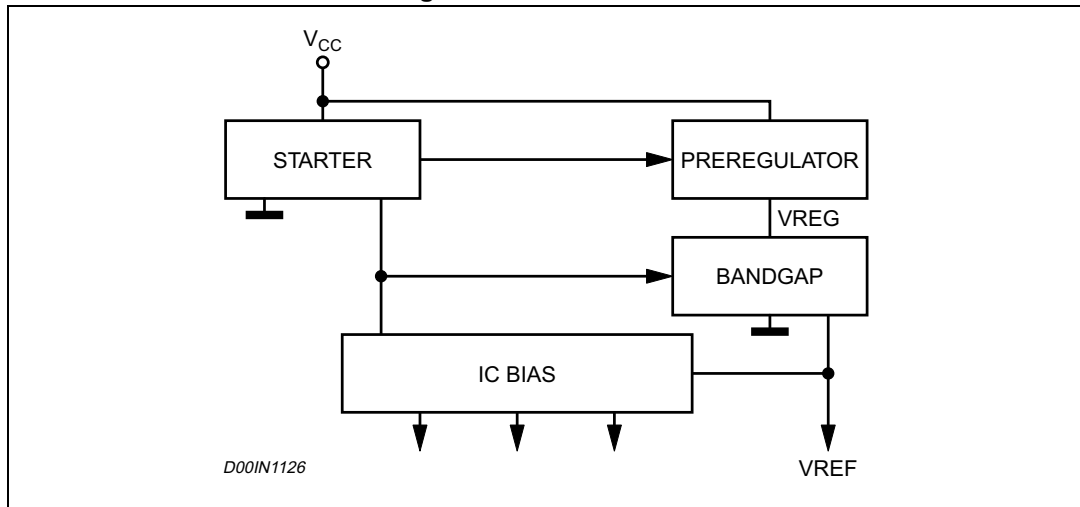 VCC
STARTER
PREREGULATOR
VREG
BANDGAP
IC BIAS
D00IN1126
VREF